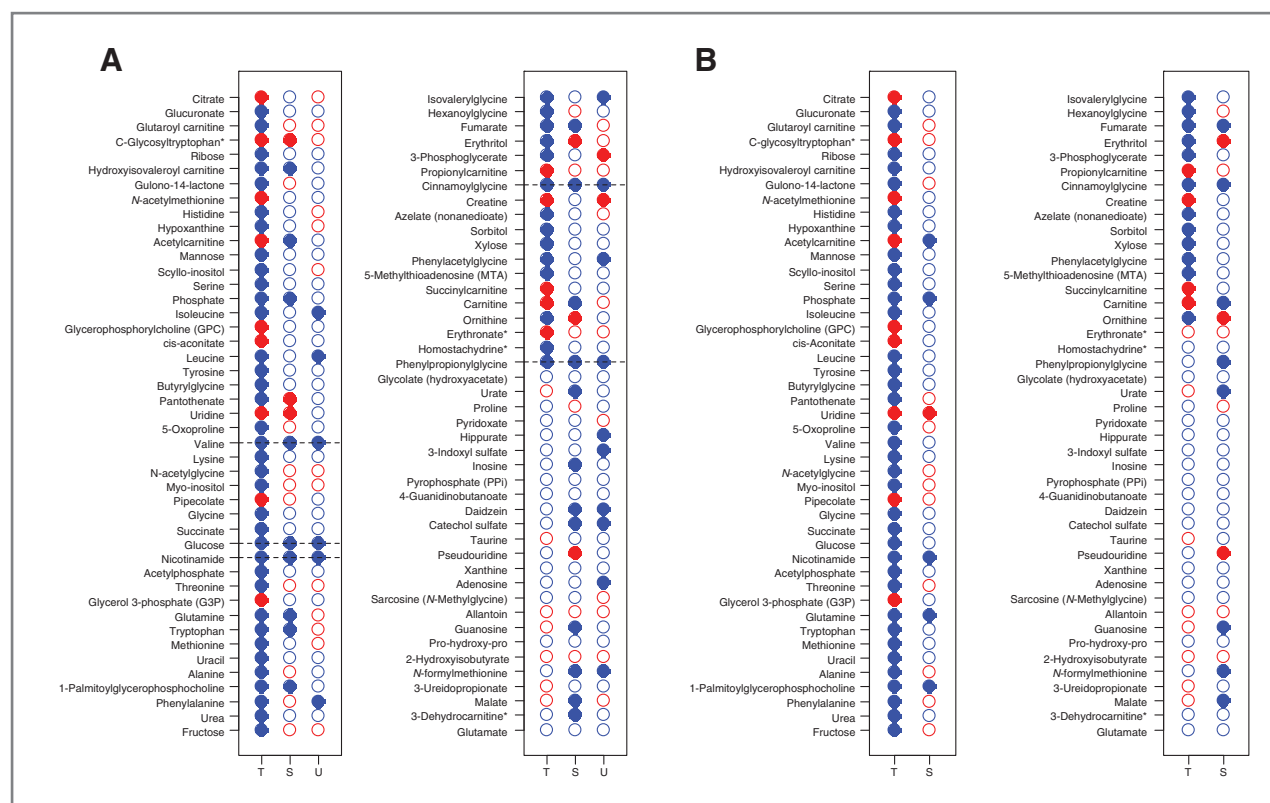 A
B
Citrate
Glucuronate
Glutaroyl carnitine
C-Glycosyltryptophan*
Ribose
Hydroxyisovaleroyl carnitine
Gulono-14-lactone
N-acetylmethionine
Histidine
Hypoxanthine
Acetylcarnitine
Mannose
Scyllo-inositol
Serine
Phosphate
Isoleucine
Glycerophosphorylcholine (GPC)
cis-aconitate
Leucine
Tyrosine
Butyrylglycine
Pantothenate
Uridine
5-Oxoproline
Valine
Lysine
N-acetylglycine
Myo-inositol
Pipecolate
Glycine
Succinate
Glucose
Nicotinamide
Acetylphosphate
Threonine
Glycerol 3-phosphate (G3P)
Glutamine
Tryptophan
Methionine
Uracil
Alanine
1-Palmitoylglycerophosphocholine
Phenylalanine
Urea
Fructose
T S U
Isovalerylglycine
Hexanoylglycine
Fumarate
Erythritol
3-Phosphoglycerate
Propionylcarnitine
Cinnamoylglycine
Creatine
Azelate (nonanedioate)
Sorbitol
Xylose
Phenylacetylglycine
5-Methylthioadenosine (MTA)
Succinylcarnitine
Carnitine
Ornithine
Erythronate*
Homostachydrine*
Phenylpropionylglycine
Glycolate (hydroxyacetate)
Urate
Proline
Pyridoxate
Hippurate
3-Indoxyl sulfate
Inosine
Pyrophosphate (PPi)
4-Guanidinobutanoate
Daidzein
Catechol sulfate
Taurine
Pseudouridine
Xanthine
Adenosine
Sarcosine (N-Methylglycine)
Allantoin
Guanosine
Pro-hydroxy-pro
2-Hydroxyisobutyrate
N-formylmethionine
3-Ureidopropionate
Malate
3-Dehydrocarnitine*
Glutamate
T S U
Citrate
Glucuronate
Glutaroyl carnitine
C-glycosyltryptophan*
Ribose
Hydroxyisovaleroyl carnitine
Gulono-14-lactone
N-acetylmethionine
Histidine
Hypoxanthine
Acetylcarnitine
Mannose
Scyllo-inositol
Serine
Phosphate
Isoleucine
Glycerophosphorylcholine (GPC)
cis-Aconitate
Leucine
Tyrosine
Butyrylglycine
Pantothenate
Uridine
5-Oxoproline
Valine
Lysine
N-acetylglycine
Myo-inositol
Pipecolate
Glycine
Succinate
Glucose
Nicotinamide
Acetylphosphate
Threonine
Glycerol 3-phosphate (G3P)
Glutamine
Tryptophan
Methionine
Uracil
Alanine
1-Palmitoylglycerophosphocholine
Phenylalanine
Urea
Fructose
T S
Isovalerylglycine
Hexanoylglycine
Fumarate
Erythritol
3-Phosphoglycerate
Propionylcarnitine
Cinnamoylglycine
Creatine
Azelate (nonanedioate)
Sorbitol
Xylose
Phenylacetylglycine
5-Methylthioadenosine (MTA)
Succinylcarnitine
Carnitine
Ornithine
Erythronate*
Homostachydrine*
Phenylpropionylglycine
Glycolate (hydroxyacetate)
Urate
Proline
Pyridoxate
Hippurate
3-Indoxyl sulfate
Inosine
Pyrophosphate (PPi)
4-Guanidinobutanoate
Daidzein
Catechol sulfate
Taurine
Pseudouridine
Xanthine
Adenosine
Sarcosine (N-Methylglycine)
Allantoin
Guanosine
Pro-hydroxy-pro
2-Hydroxyisobutyrate
N-formylmethionine
3-Ureidopropionate
Malate
3-Dehydrocarnitine*
Glutamate
T S